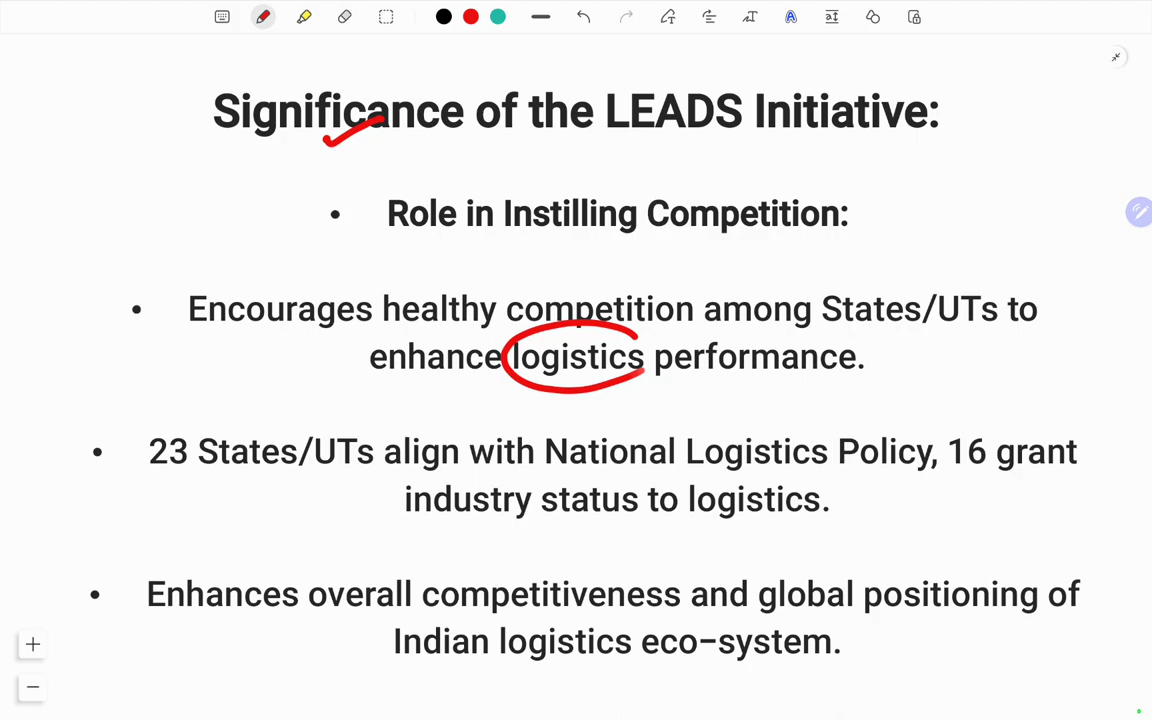 Significance of the LEADS Initiative:
• Role in Instilling Competition:
• Encourages healthy competition among States/UTs to
enhance logistics performance.
• 23 States/UTs align with National Logistics Policy, 16 grant
industry status to logistics.
• Enhances overall competitiveness and global positioning of
Indian logistics eco-system.